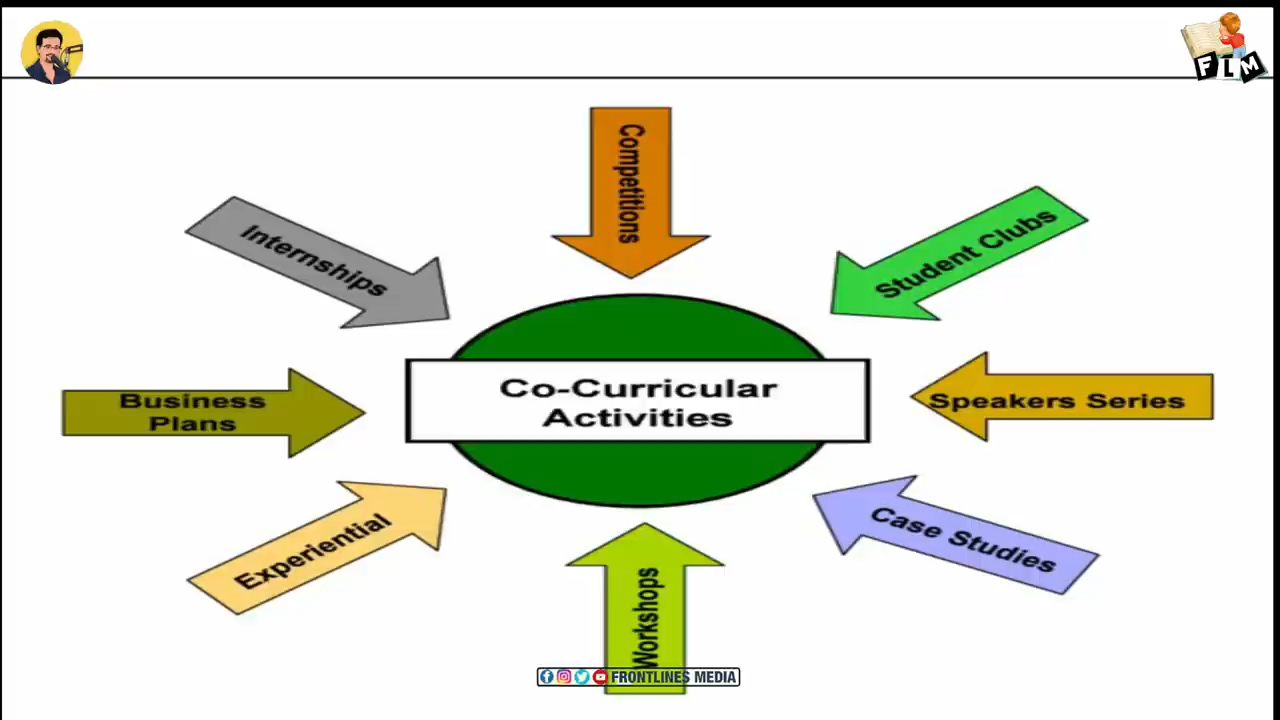 FLM
Competitions
Internships
Student Clubs
Co-Curricular
Activities
Business
Plans
Speakers Series
Experiential
Case Studies
Workshops
FRONTLINES MEDIA